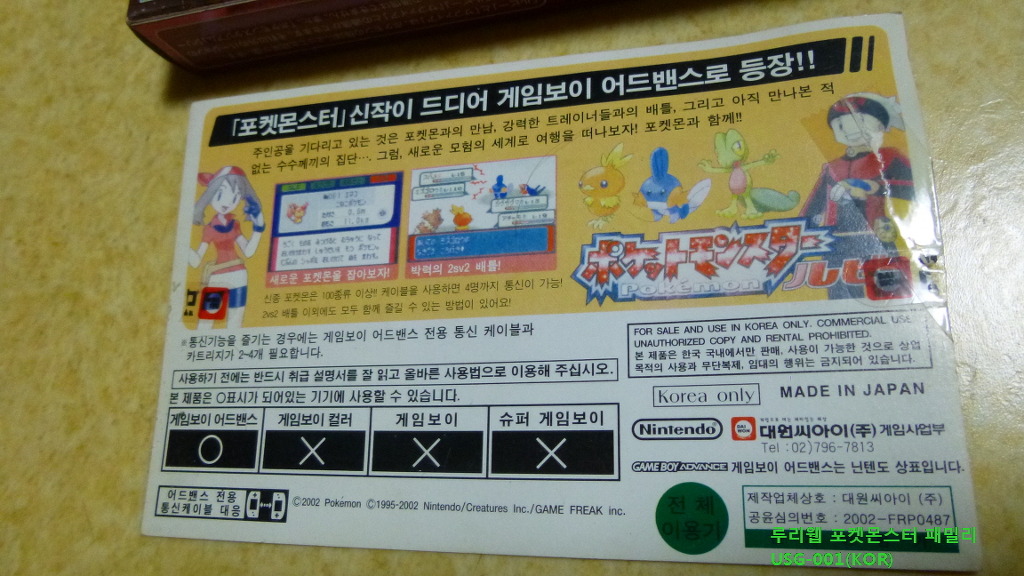 「포켓몬스터」 신작이 드디어 게임보이 어드밴스로 등장!!
주인공을 기다리고 있는 것은 포켓몬과의 만남, 강력한 트레이너들과의 배틀, 그리고 아직 만나본 적
없는 수수께끼의 집단…. 그럼, 새로운 모험의 세계로 여행을 떠나보자! 포켓몬과 함께!!
새로운 포켓몬을 잡아보자!
박력의 2sv2 배틀!
신종 포켓몬은 100종류 이상!! 케이블을 사용하면 4명까지 통신이 가능!
2vs2 배틀 이외에도 모두 함께 즐길 수 있는 방법이 있어요!
ポケットモンスター
POKéMON
ルビー
※통신기능을 즐기는 경우에는 게임보이 어드밴스 전용 통신 케이블과
카트리지가 2~4개 필요합니다.
사용하기 전에는 반드시 취급 설명서를 잘 읽고 올바른 사용법으로 이용해 주십시오.
본 제품은 ○표시가 되어있는 기기에 사용할 수 있습니다.
게임보이 어드밴스 게임보이 컬러 게임보이 슈퍼 게임보이
○ × × ×
어드밴스 전용
통신케이블 대응
©2002 Pokémon ©1995-2002 Nintendo/Creatures Inc./GAME FREAK inc.
FOR SALE AND USE IN KOREA ONLY. COMMERCIAL USE,
UNAUTHORIZED COPY AND RENTAL PROHIBITED.
본 제품은 한국 국내에서만 판매, 사용이 가능한 것으로 상업
목적의 사용과 무단복제, 임대의 행위는 금지되어 있습니다.
Korea only MADE IN JAPAN
Nintendo DAI WON 대원씨아이(주) 게임사업부
Tel : 02)796-7813
GAME BOY ADVANCE 게임보이 어드밴스는 닌텐도 상표입니다.
전 체
이용가
제작업체상호 : 대원씨아이 (주)
공윤심의번호 : 2002-FRP0487
두리웹 포켓몬스터 패밀리
USG-001(KOR)